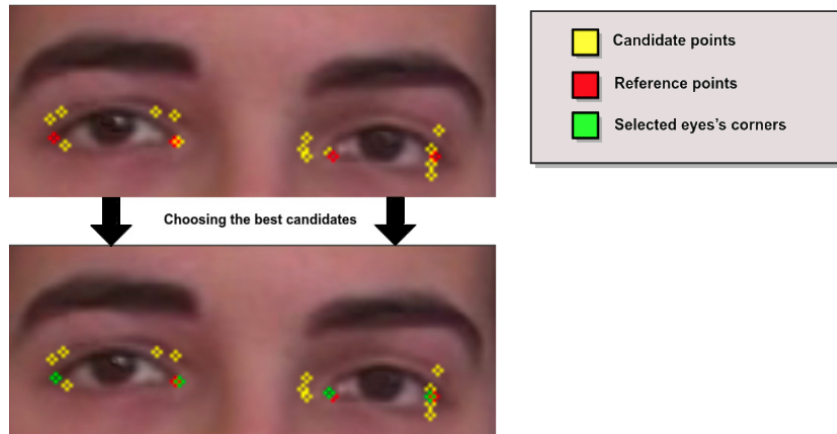 Candidate points
Reference points
Selected eyes's corners
Choosing the best candidates